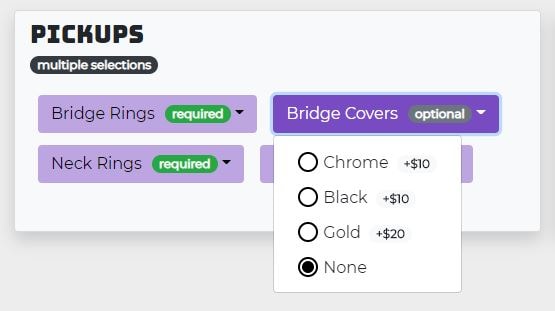 PICKUPS
multiple selections
Bridge Rings required
Bridge Covers optional
Neck Rings required
Chrome +$10
Black +$10
Gold +$20
None